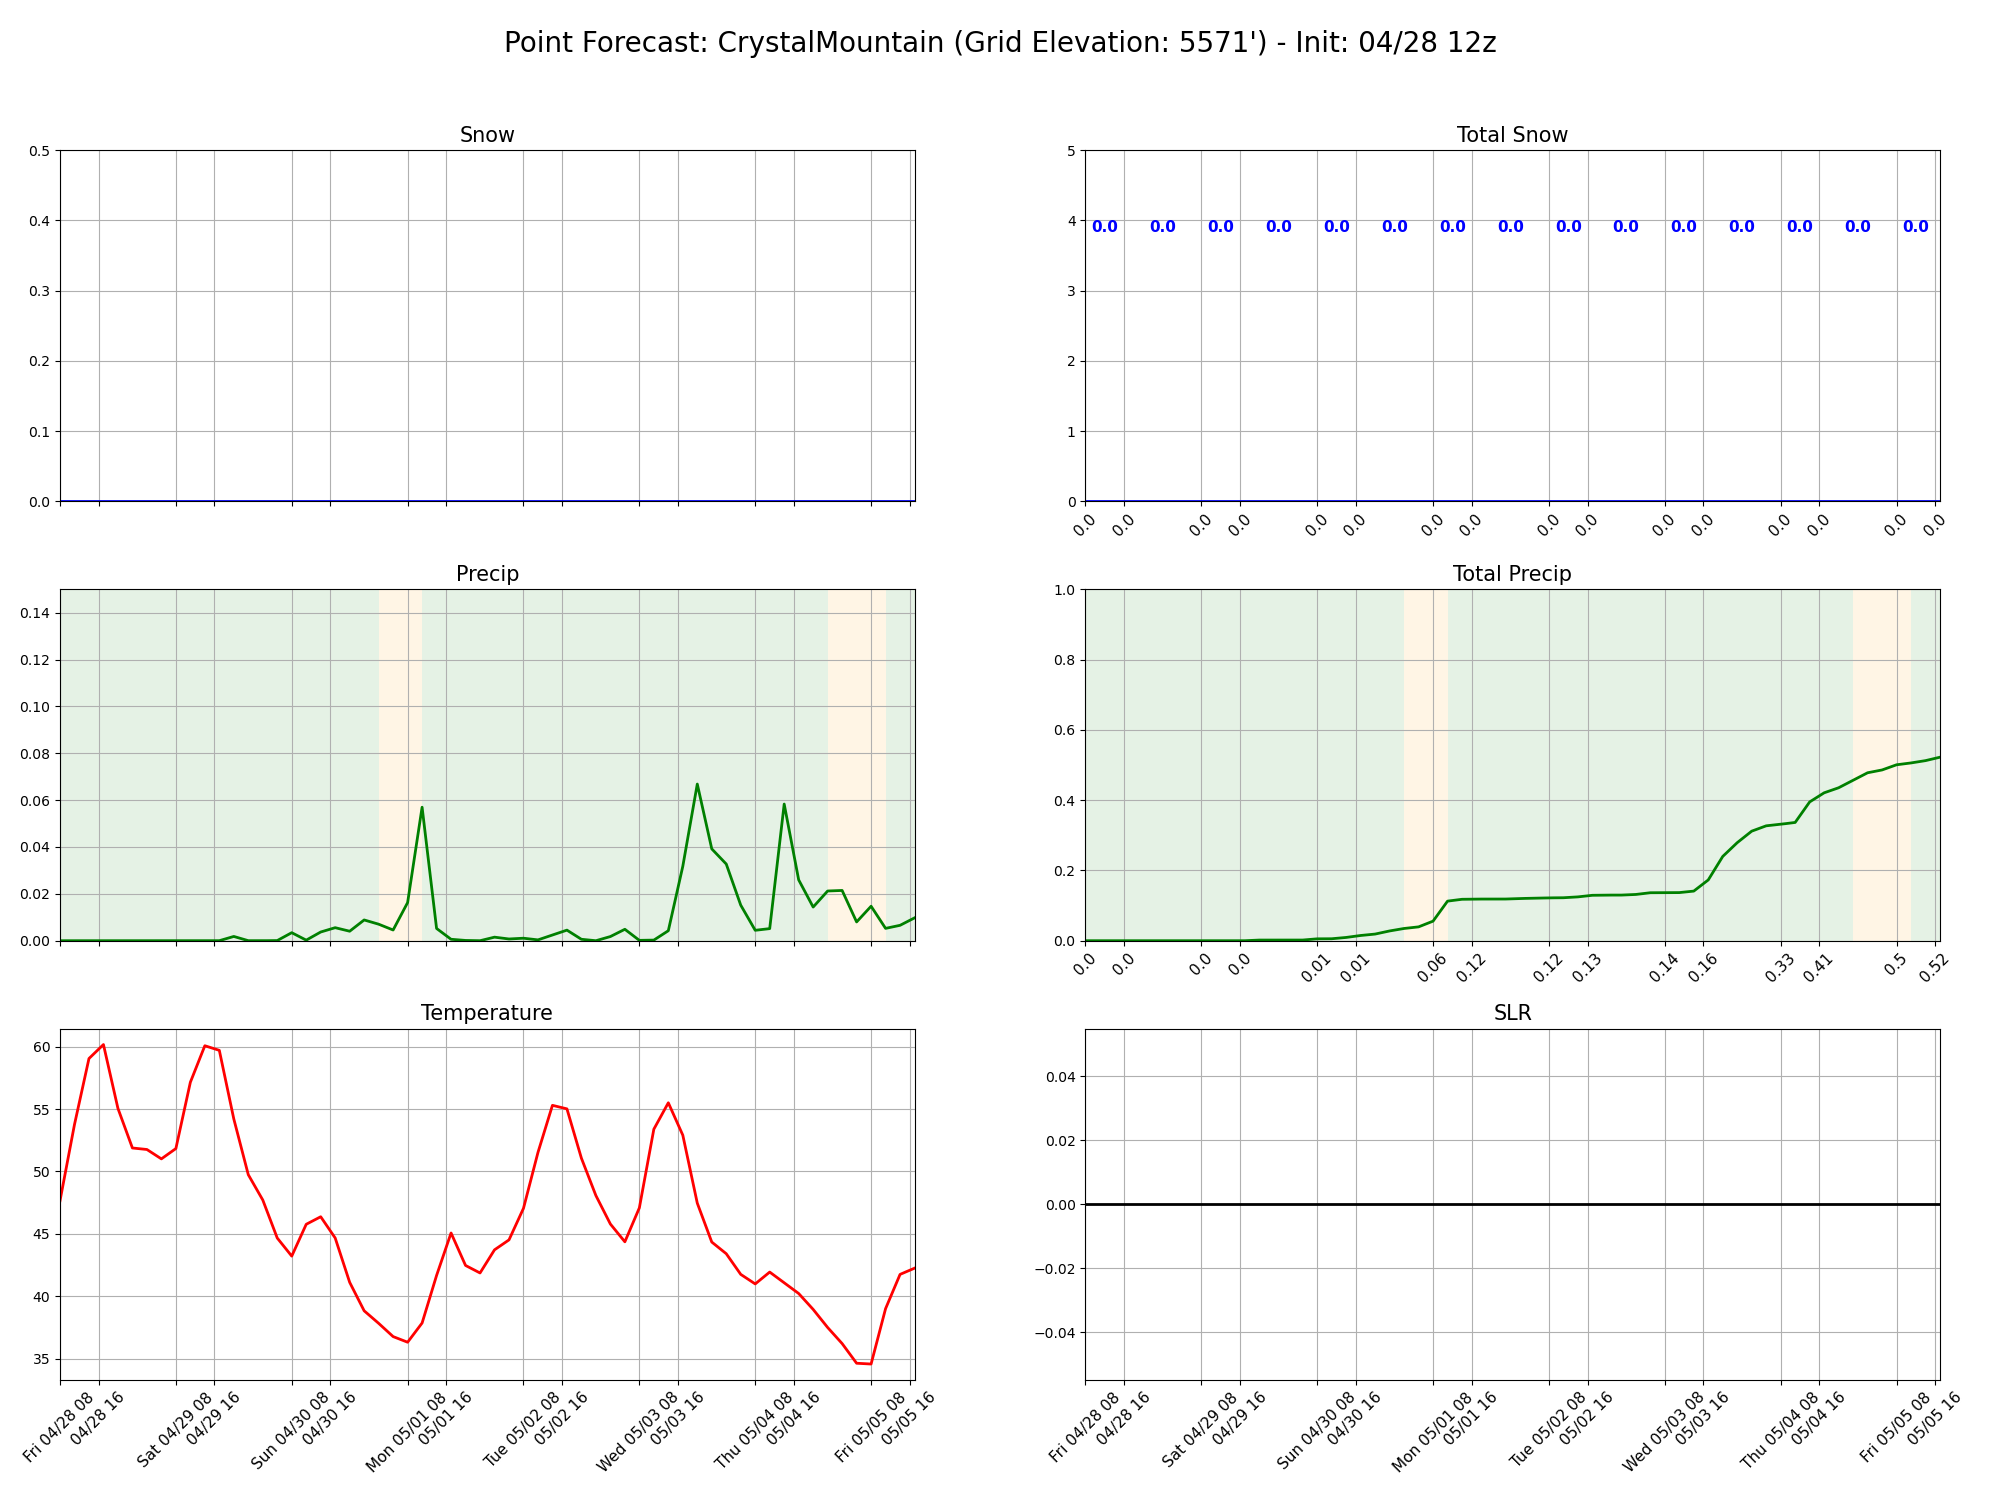 Point Forecast: CrystalMountain (Grid Elevation: 5571') - Init: 04/28 12z
Snow
0.5
0.4
0.3
0.2
0.1
0.0
Total Snow
5
4
3
2
1
0
0.0 0.0 0.0 0.0 0.0 0.0 0.0 0.0 0.0 0.0 0.0 0.0 0.0 0.0 0.0
0.0 0.0 0.0 0.0 0.0 0.0 0.0 0.0 0.0 0.0 0.0 0.0 0.0 0.0 0.0 0.0
Precip
0.14
0.12
0.10
0.08
0.06
0.04
0.02
0.00
Total Precip
1.0
0.8
0.6
0.4
0.2
0.0
0.0 0.0 0.0 0.0 0.01 0.01 0.06 0.12 0.12 0.13 0.14 0.16 0.33 0.41 0.5 0.52
Temperature
60
55
50
45
40
35
Fri 04/28 08
04/28 16
Sat 04/29 08
04/29 16
Sun 04/30 08
04/30 16
Mon 05/01 08
05/01 16
Tue 05/02 08
05/02 16
Wed 05/03 08
05/03 16
Thu 05/04 08
05/04 16
Fri 05/05 08
05/05 16
SLR
0.04
0.02
0.00
−0.02
−0.04
Fri 04/28 08
04/28 16
Sat 04/29 08
04/29 16
Sun 04/30 08
04/30 16
Mon 05/01 08
05/01 16
Tue 05/02 08
05/02 16
Wed 05/03 08
05/03 16
Thu 05/04 08
05/04 16
Fri 05/05 08
05/05 16